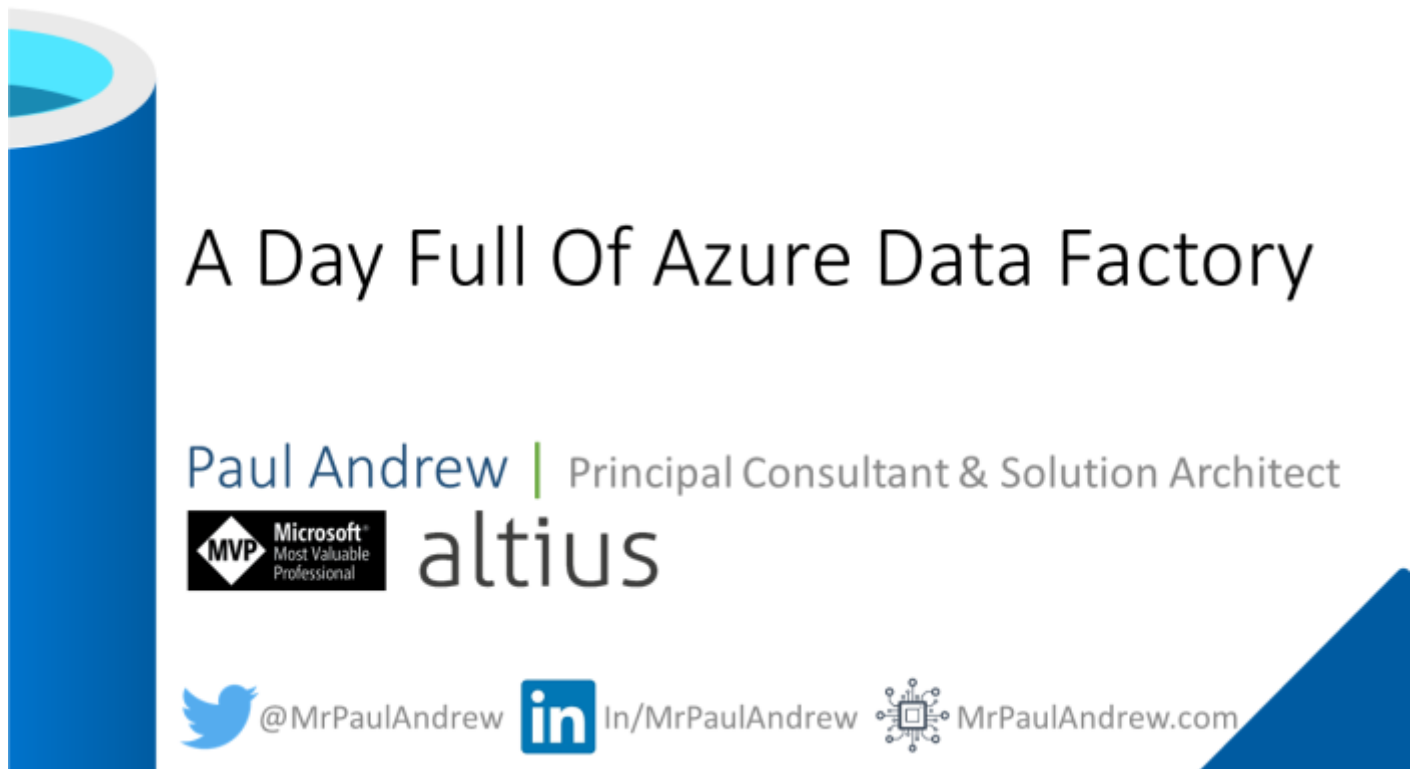 A Day Full Of Azure Data Factory
Paul Andrew | Principal Consultant & Solution Architect
MVP Microsoft®
Most Valuable
Professional
altius
@MrPaulAndrew in In/MrPaulAndrew MrPaulAndrew.com